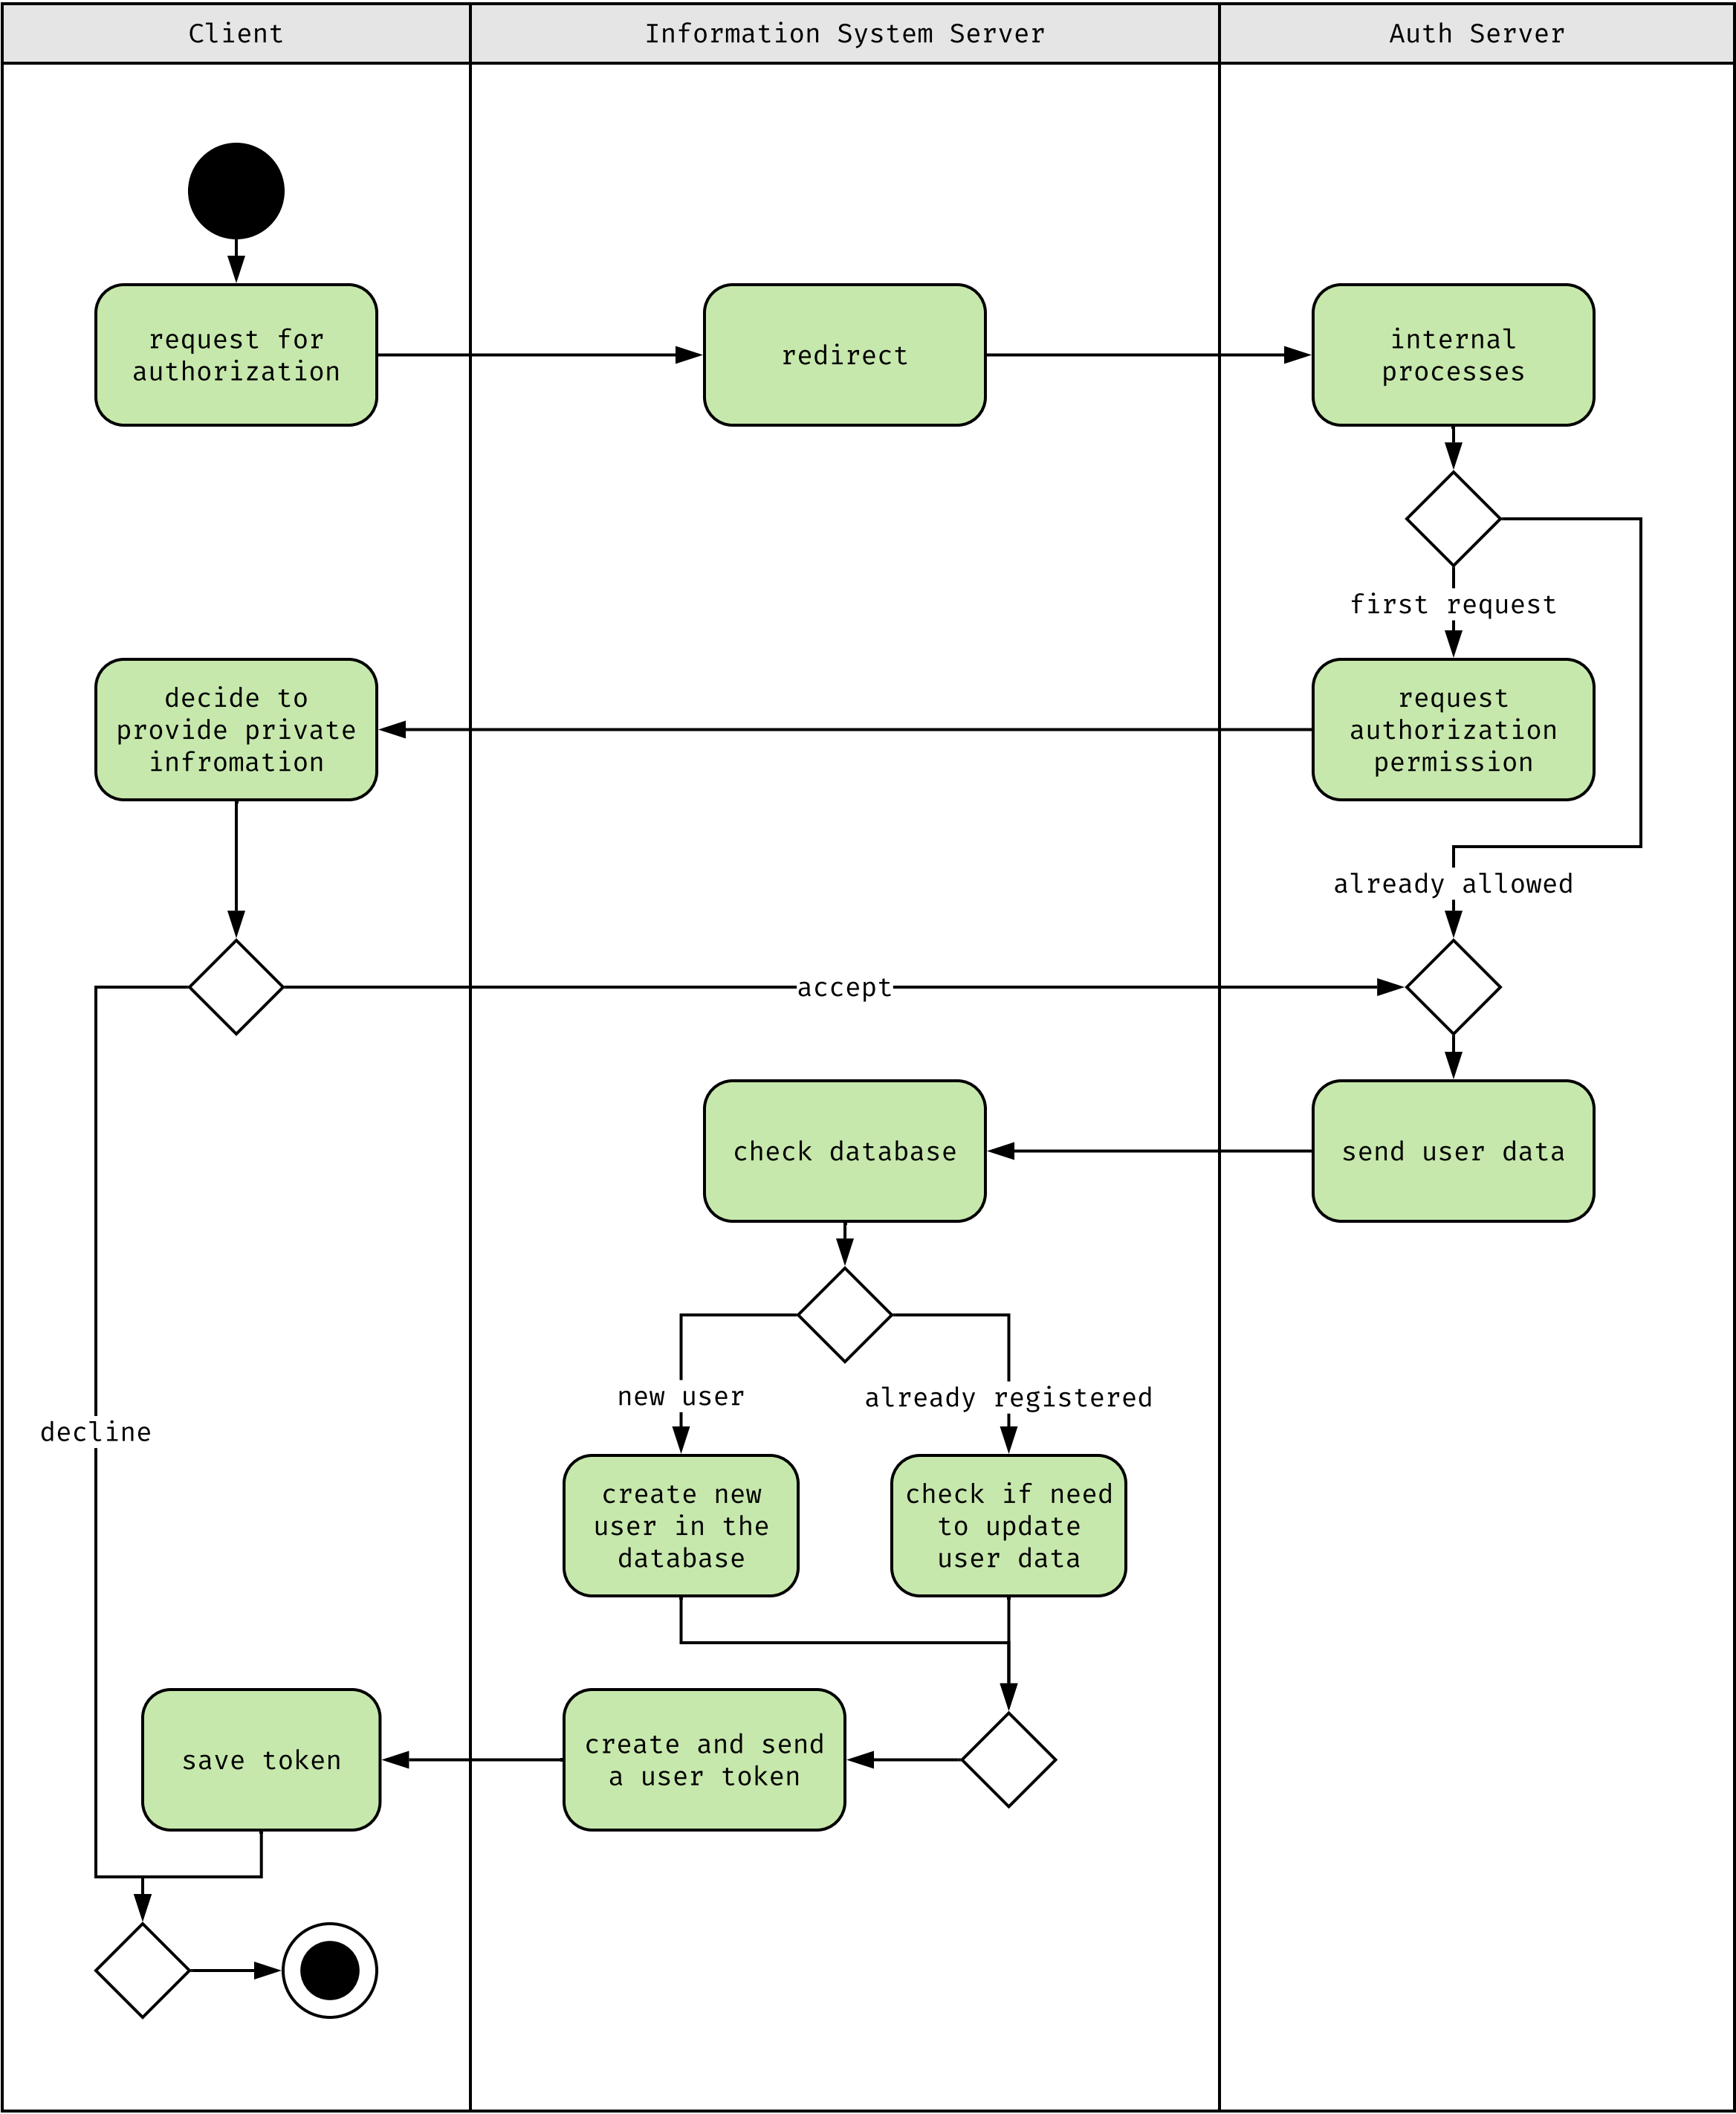 Client
Information System Server
Auth Server
request for
authorization
redirect
internal
processes
first request
decide to
provide private
infromation
request
authorization
permission
already allowed
accept
check database
send user data
new user
already registered
decline
create new
user in the
database
check if need
to update
user data
save token
create and send
a user token